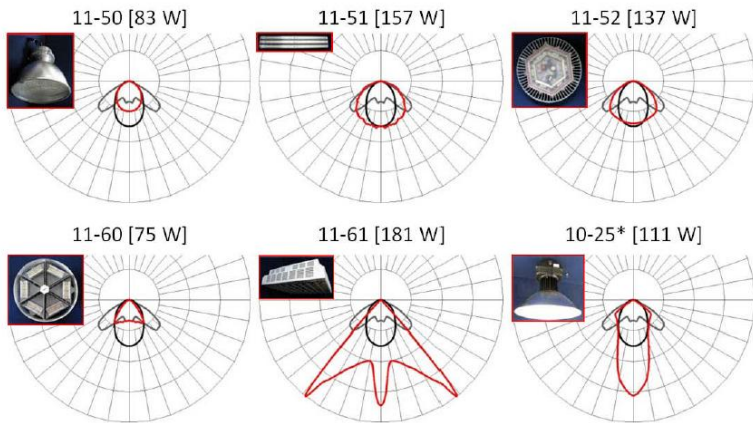 11-50 [83 W]
11-51 [157 W]
11-52 [137 W]
11-60 [75 W]
11-61 [181 W]
10-25* [111 W]